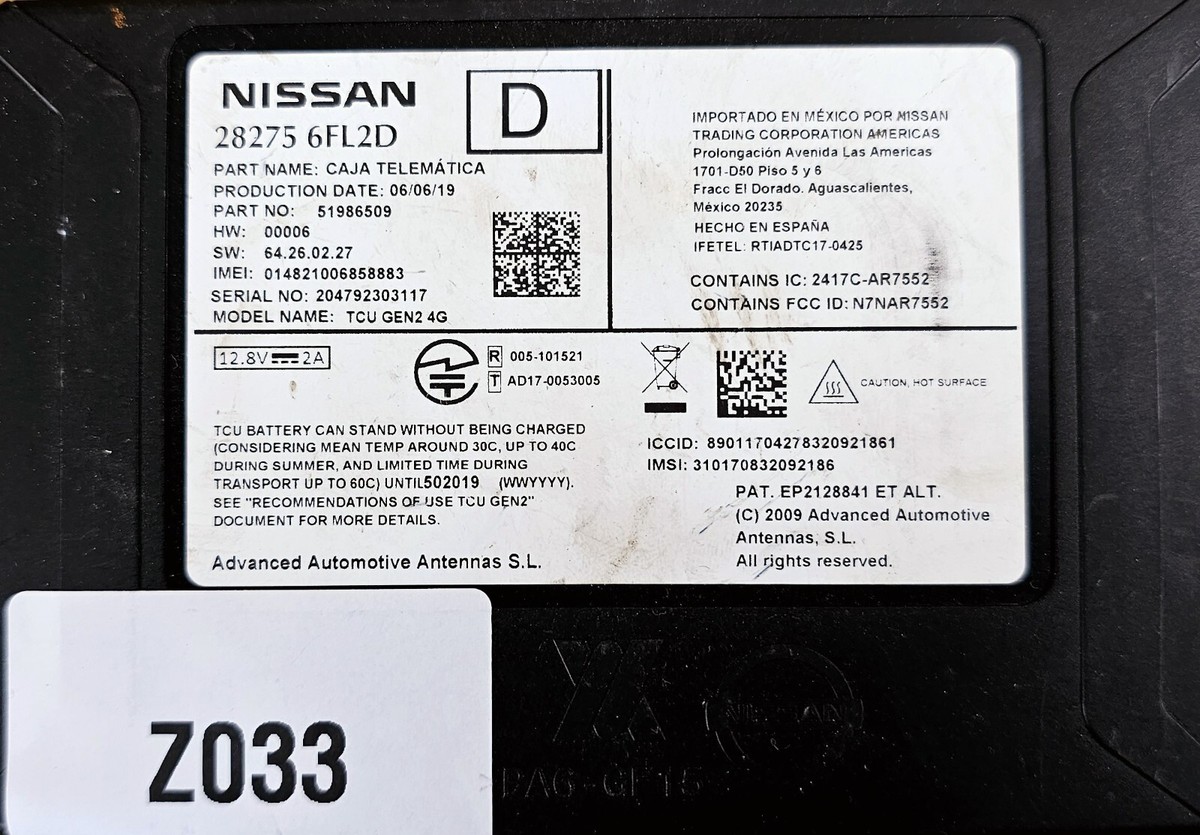 NISSAN
28275 6FL2D
D
PART NAME: CAJA TELEMÁTICA
PRODUCTION DATE: 06/06/19
PART NO: 51986509
HW: 00006
SW: 64.26.02.27
IMEI: 014821006858883
SERIAL NO: 204792303117
MODEL NAME: TCU GEN2 4G
IMPORTADO EN MÉXICO POR NISSAN
TRADING CORPORATION AMERICAS
Prolongación Avenida Las Americas
1701-D50 Piso 5 y 6
Fracc El Dorado. Aguascalientes,
México 20235
HECHO EN ESPAÑA
IFETEL: RTIADTC17-0425
CONTAINS IC: 2417C-AR7552
CONTAINS FCC ID: N7NAR7552
12.8V 2A
R 005-101521
T AD17-0053005
CAUTION, HOT SURFACE
TCU BATTERY CAN STAND WITHOUT BEING CHARGED
(CONSIDERING MEAN TEMP AROUND 30C, UP TO 40C
DURING SUMMER, AND LIMITED TIME DURING
TRANSPORT UP TO 60C) UNTIL502019 (WWYYYY).
SEE "RECOMMENDATIONS OF USE TCU GEN2"
DOCUMENT FOR MORE DETAILS.
Advanced Automotive Antennas S.L.
ICCID: 89011704278320921861
IMSI: 310170832092186
PAT. EP2128841 ET ALT.
(C) 2009 Advanced Automotive
Antennas, S.L.
All rights reserved.
NISSAN
Z033